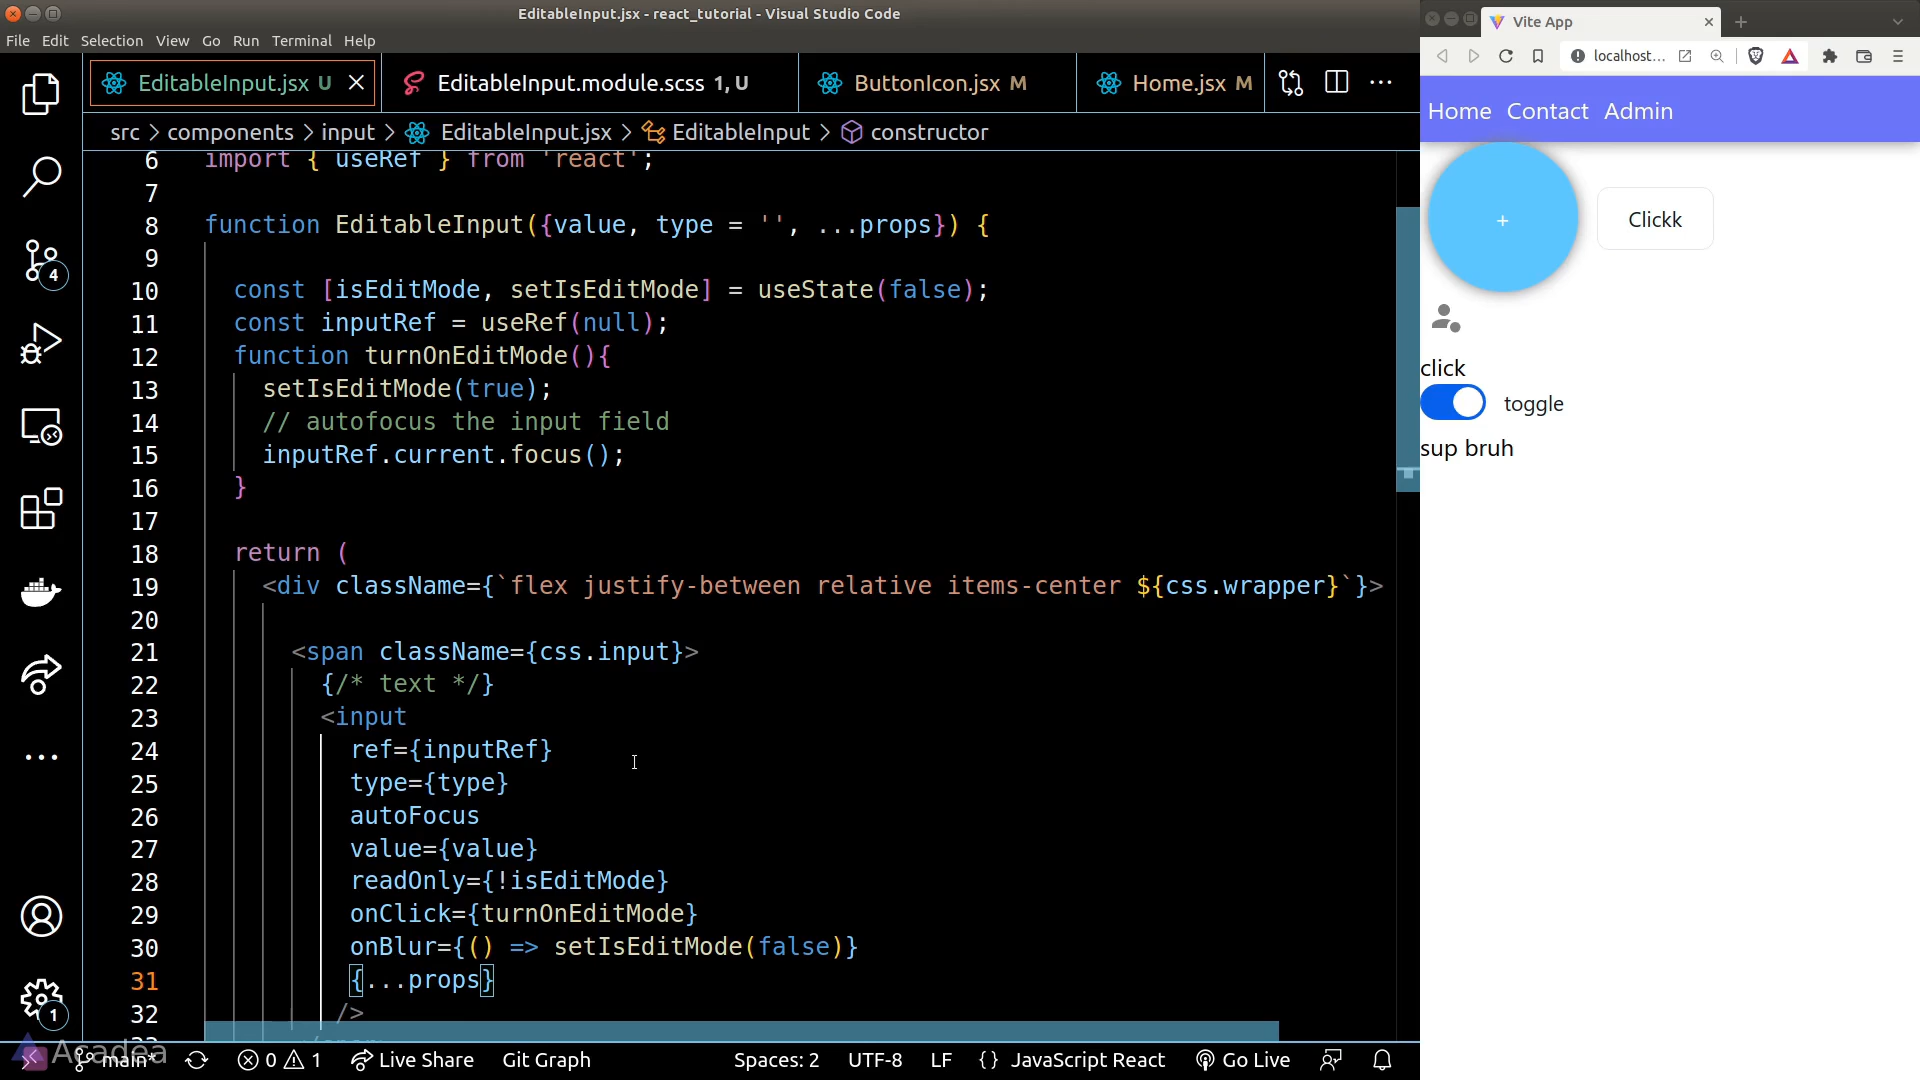 EditableInput.jsx - react_tutorial - Visual Studio Code
File Edit Selection View Go Run Terminal Help
EditableInput.jsx U
EditableInput.module.scss 1, U
ButtonIcon.jsx M
Home.jsx M
src > components > input > EditableInput.jsx > EditableInput > constructor
6 import { useRef } from 'react';
7
8 function EditableInput({value, type = '', ...props}) {
9
10 const [isEditMode, setIsEditMode] = useState(false);
11 const inputRef = useRef(null);
12 function turnOnEditMode(){
13 setIsEditMode(true);
14 // autofocus the input field
15 inputRef.current.focus();
16 }
17
18 return (
19 <div className={`flex justify-between relative items-center ${css.wrapper}`}>
20
21 <span className={css.input}>
22 {/* text */}
23 <input
24 ref={inputRef}
25 type={type}
26 autoFocus
27 value={value}
28 readOnly={!isEditMode}
29 onClick={turnOnEditMode}
30 onBlur={() => setIsEditMode(false)}
31 {...props}
32 />
4
1
Acadea
main*
0 1
Live Share
Git Graph
Spaces: 2
UTF-8
LF
{} JavaScript React
Go Live
Vite App
localhost...
Home Contact Admin
+
Clickk
click
toggle
sup bruh